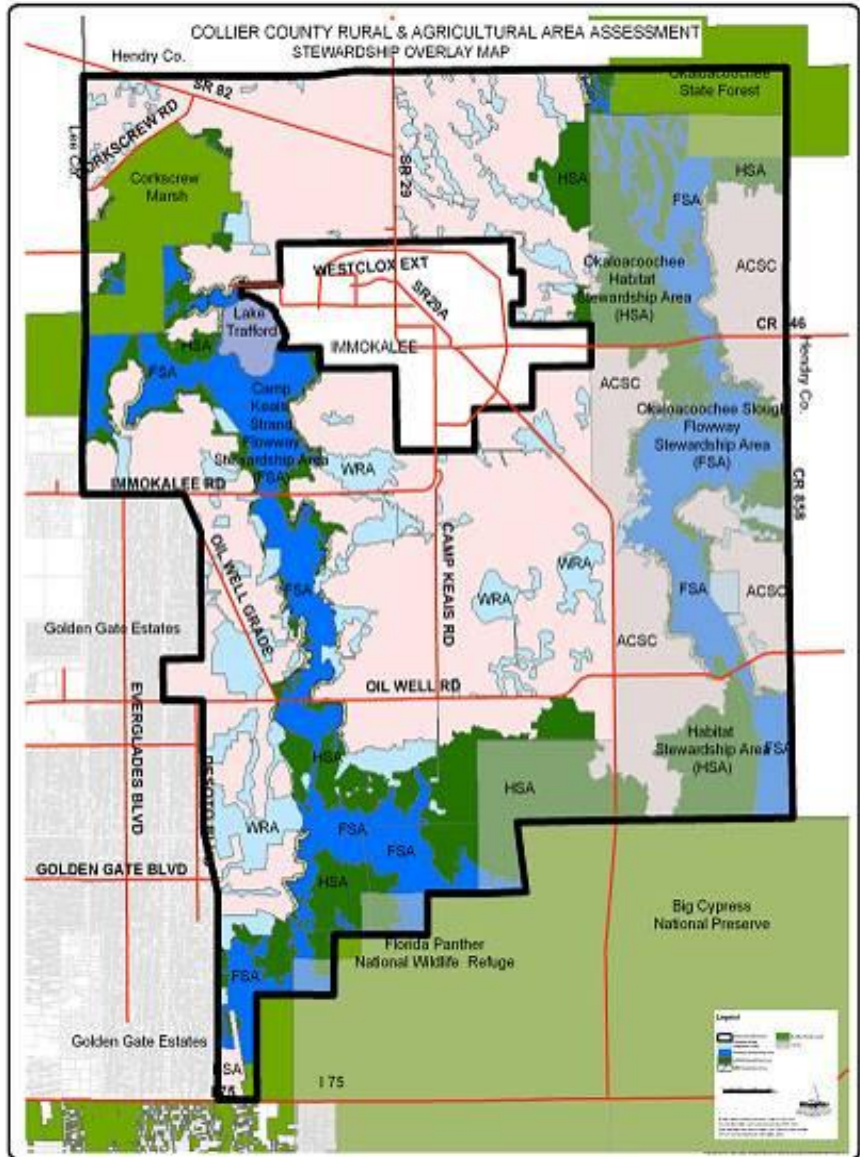 COLLIER COUNTY RURAL & AGRICULTURAL AREA ASSESSMENT
STEWARDSHIP OVERLAY MAP
Hendry Co.
SR 82
Okaloacoochee
State Forest
CORKSCREW RD
Lee Co.
SR 29
Corkscrew
Marsh
HSA
HSA
FSA
WESTCLOX EXT
Okaloacoochee
Habitat
Stewardship Area
(HSA)
ACSC
SR29A
Lake
Trafford
IMMOKALEE
CR 846
Hendry Co.
HSA
FSA
Camp
Keais
Strand
Flowway
Stewardship Area
(FSA)
ACSC
Okaloacoochee Slough
Flowway
Stewardship Area
(FSA)
WRA
IMMOKALEE RD
CR 858
OIL WELL GRADE
CAMP KEAIS RD
WRA
WRA
FSA
FSA
ACSC
Golden Gate Estates
ACSC
EVERGLADES BLVD
OIL WELL RD
HSA
Habitat
Stewardship Area
(HSA)
FSA
HSA
WRA
FSA
FSA
GOLDEN GATE BLVD
HSA
Big Cypress
National Preserve
Florida Panther
National Wildlife Refuge
FSA
Golden Gate Estates
HSA
I 75
I 75
Legend